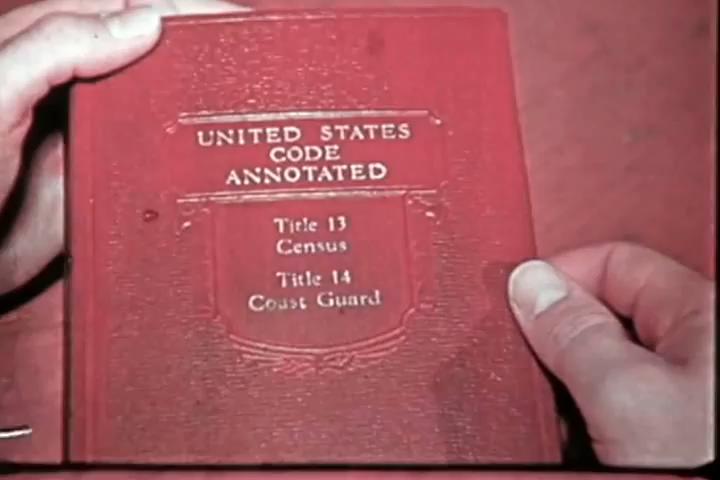 UNITED STATES
CODE
ANNOTATED
Title 13
Census
Title 14
Coast Guard